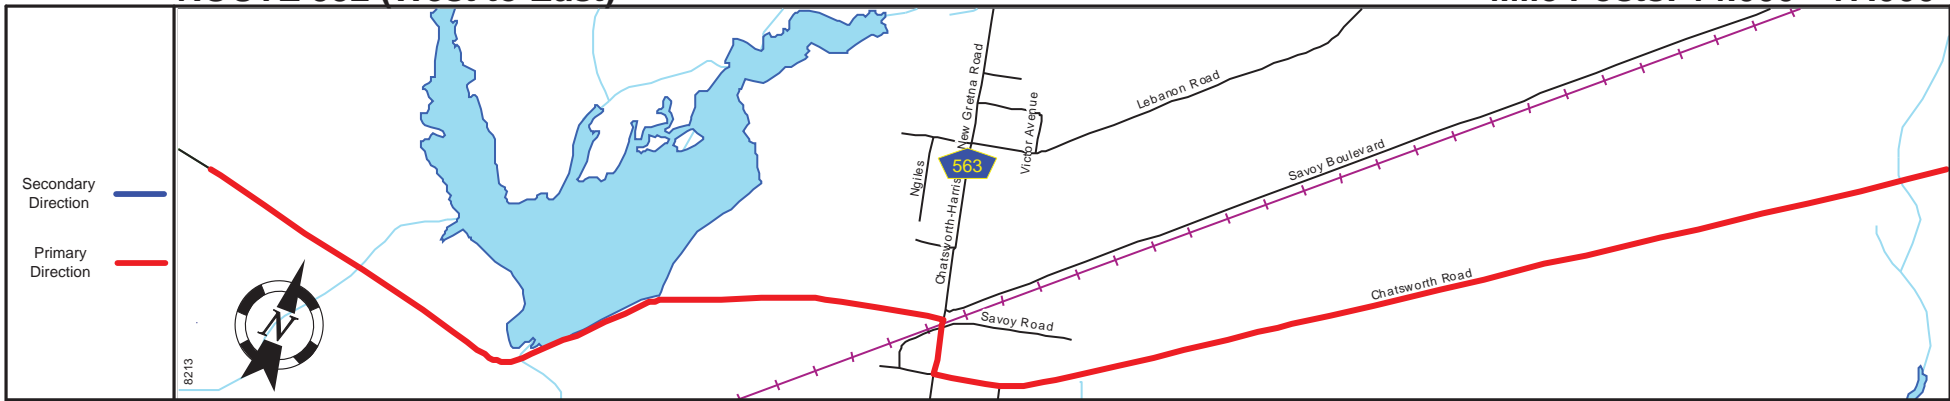 Secondary
Direction
Primary
Direction
8213
N
New Gretna Road
Chatsworth-Harris
563
Ngiles
Victor Avenue
Lebanon Road
Savoy Boulevard
Savoy Road
Chatsworth Road